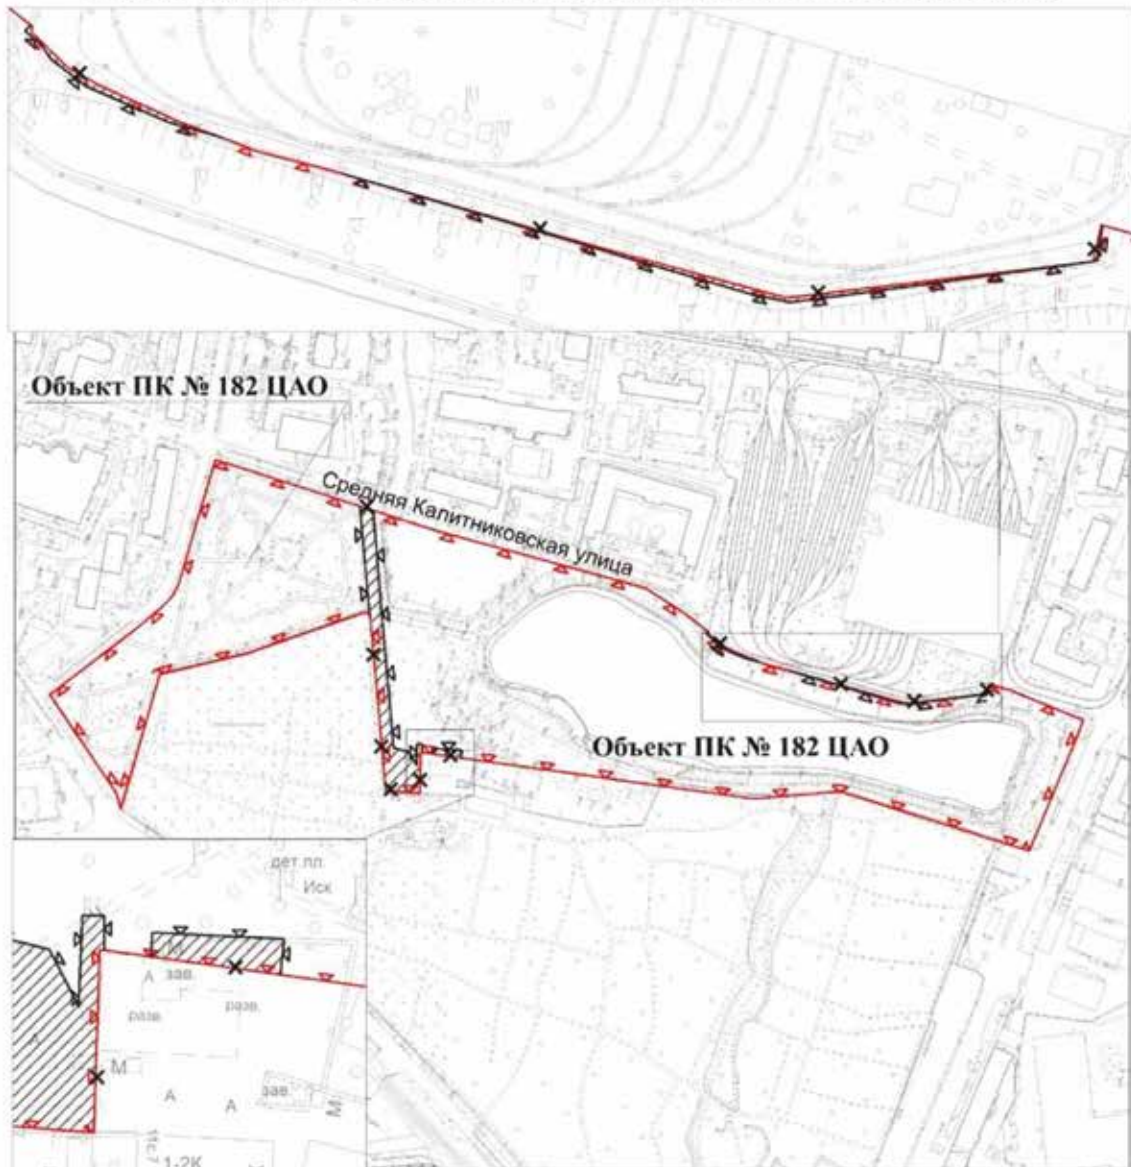 Объект ПК № 182 ЦАО
Средняя Калитниковская улица
Объект ПК № 182 ЦАО
дет.пл.
Иск
М
зав.
А
разв.
разв.
А
М
А
А
зав.
М
1-2К